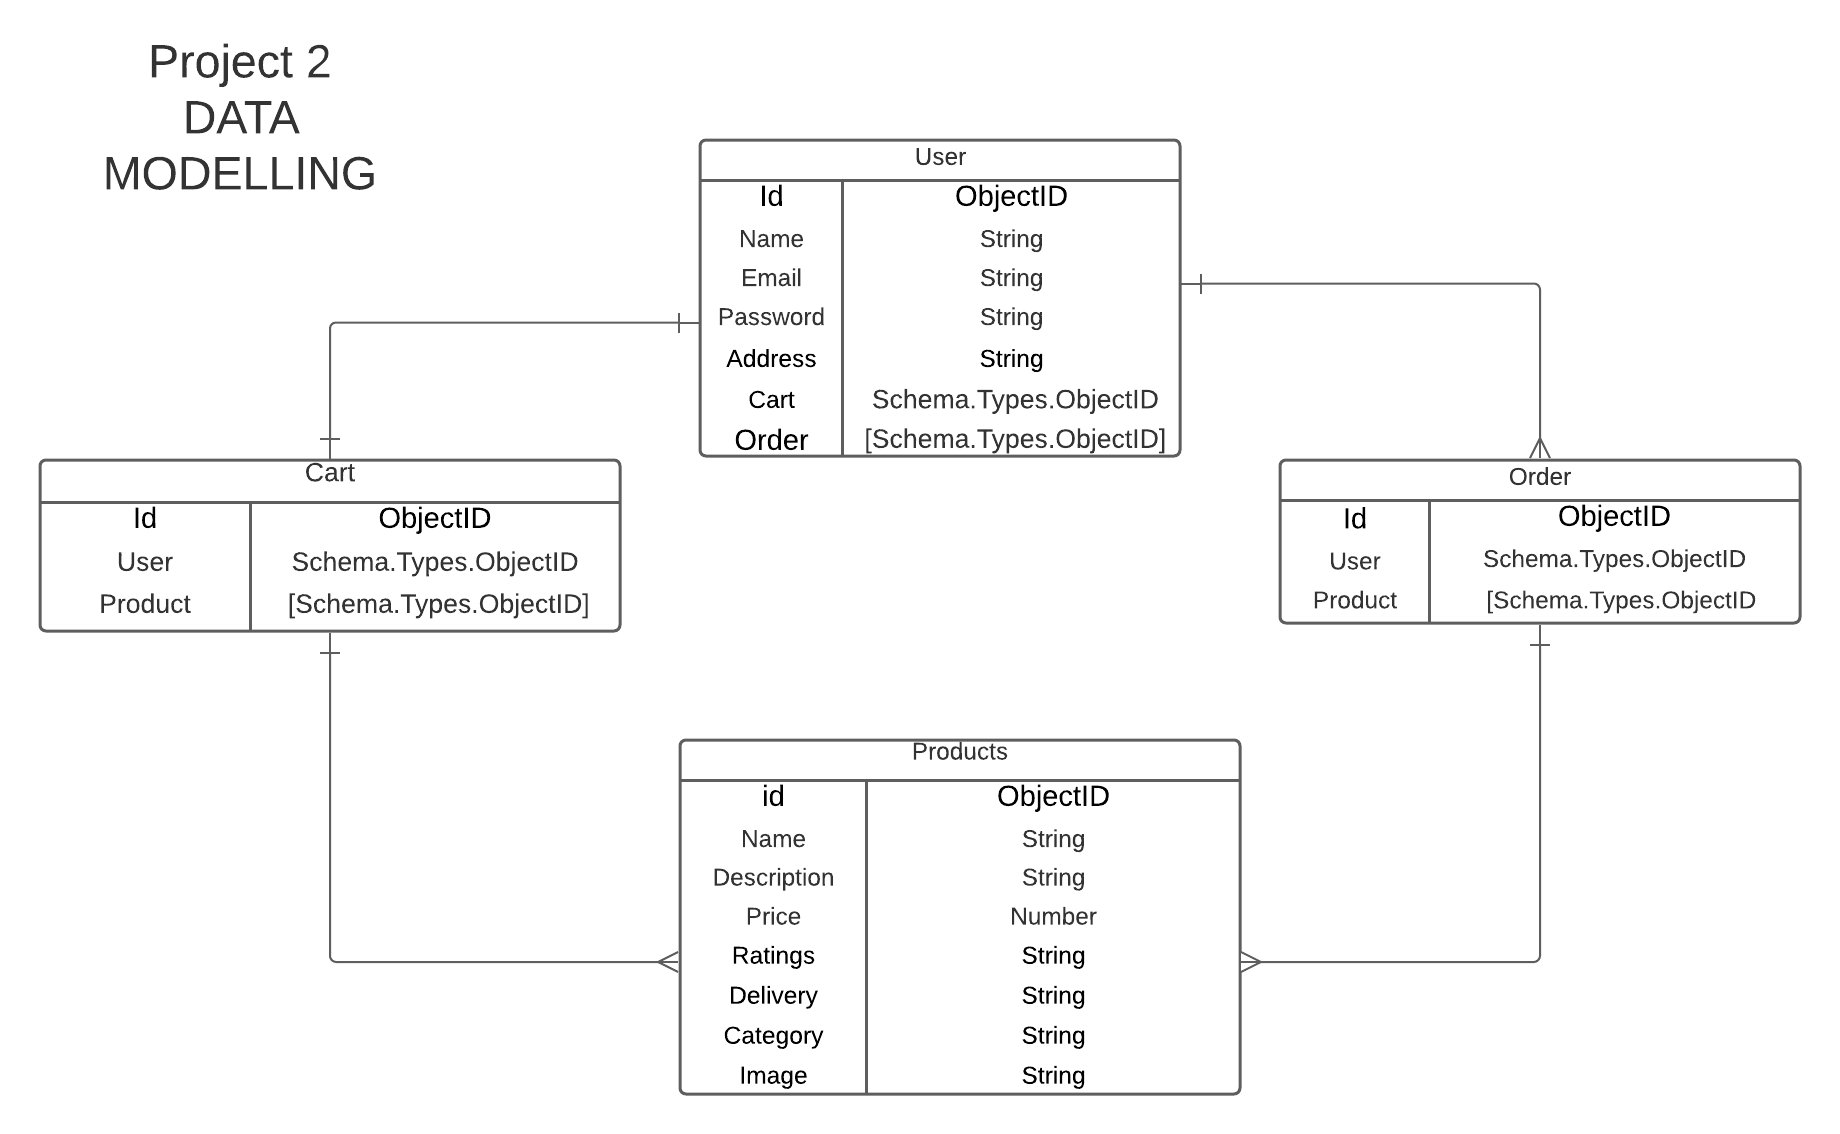 Project 2
DATA
MODELLING
User
Id ObjectID
Name String
Email String
Password String
Address String
Cart Schema.Types.ObjectID
Order [Schema.Types.ObjectID]
Cart
Id ObjectID
User Schema.Types.ObjectID
Product [Schema.Types.ObjectID]
Order
Id ObjectID
User Schema.Types.ObjectID
Product [Schema.Types.ObjectID
Products
id ObjectID
Name String
Description String
Price Number
Ratings String
Delivery String
Category String
Image String